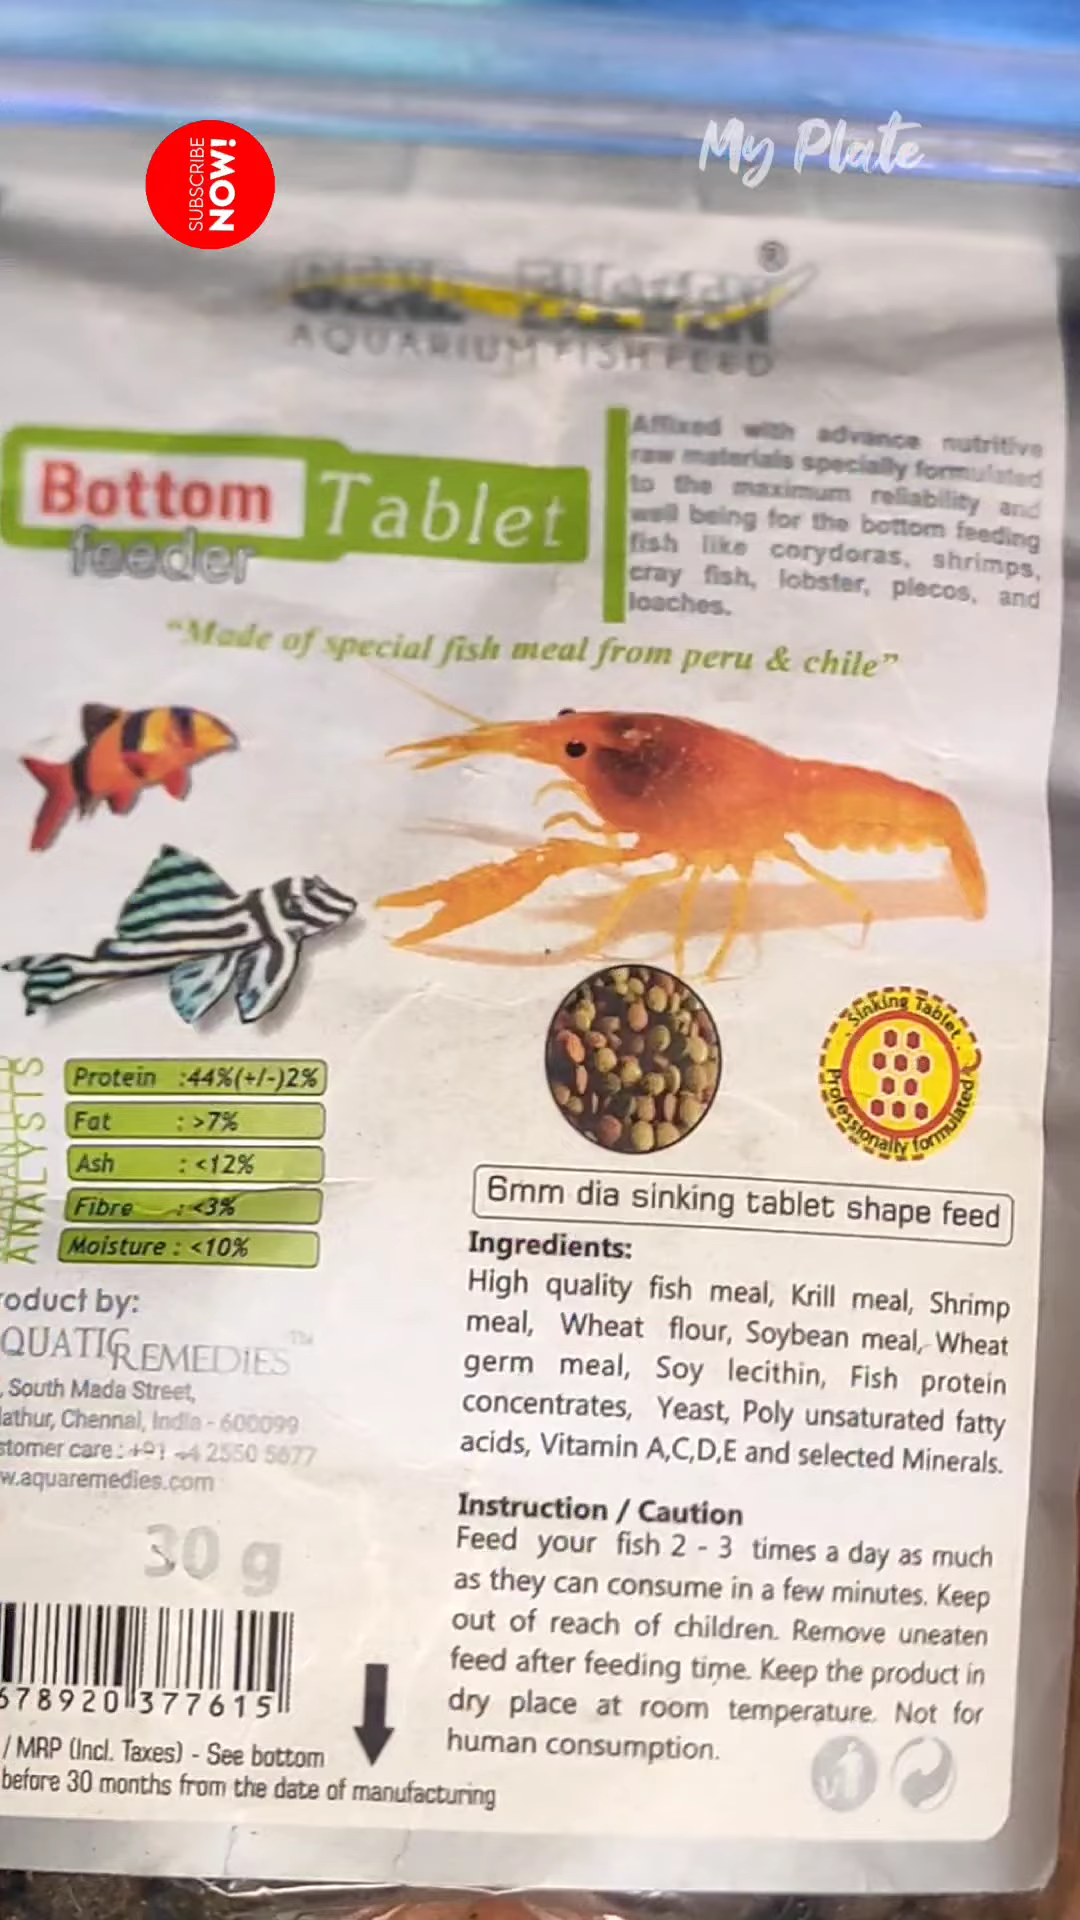 My Plate
SUBSCRIBE
NOW!
®
AQUARIUM FISH FEED
Bottom
feeder
Tablet
Affixed with advance nutritive
raw materials specially formulated
to the maximum reliability and
well being for the bottom feeding
fish like corydoras, shrimps,
cray fish, lobster, plecos, and
loaches.
"Made of special fish meal from peru & chile"
ANALYSIS
Protein :44%(+/-)2%
Fat : >7%
Ash : <12%
Fibre : <3%
Moisture : <10%
Sinking Tablet
Professionally formulated
6mm dia sinking tablet shape feed
Ingredients:
High quality fish meal, Krill meal, Shrimp
meal, Wheat flour, Soybean meal, Wheat
germ meal, Soy lecithin, Fish protein
concentrates, Yeast, Poly unsaturated fatty
acids, Vitamin A,C,D,E and selected Minerals.
oduct by:
QUATIC REMEDIES™
, South Mada Street,
lathur, Chennai, India - 600099
stomer care : +91 44 2550 5677
w.aquaremedies.com
30 g
678920 377615
/ MRP (Incl. Taxes) - See bottom
before 30 months from the date of manufacturing
Instruction / Caution
Feed your fish 2 - 3 times a day as much
as they can consume in a few minutes. Keep
out of reach of children. Remove uneaten
feed after feeding time. Keep the product in
dry place at room temperature. Not for
human consumption.
V1